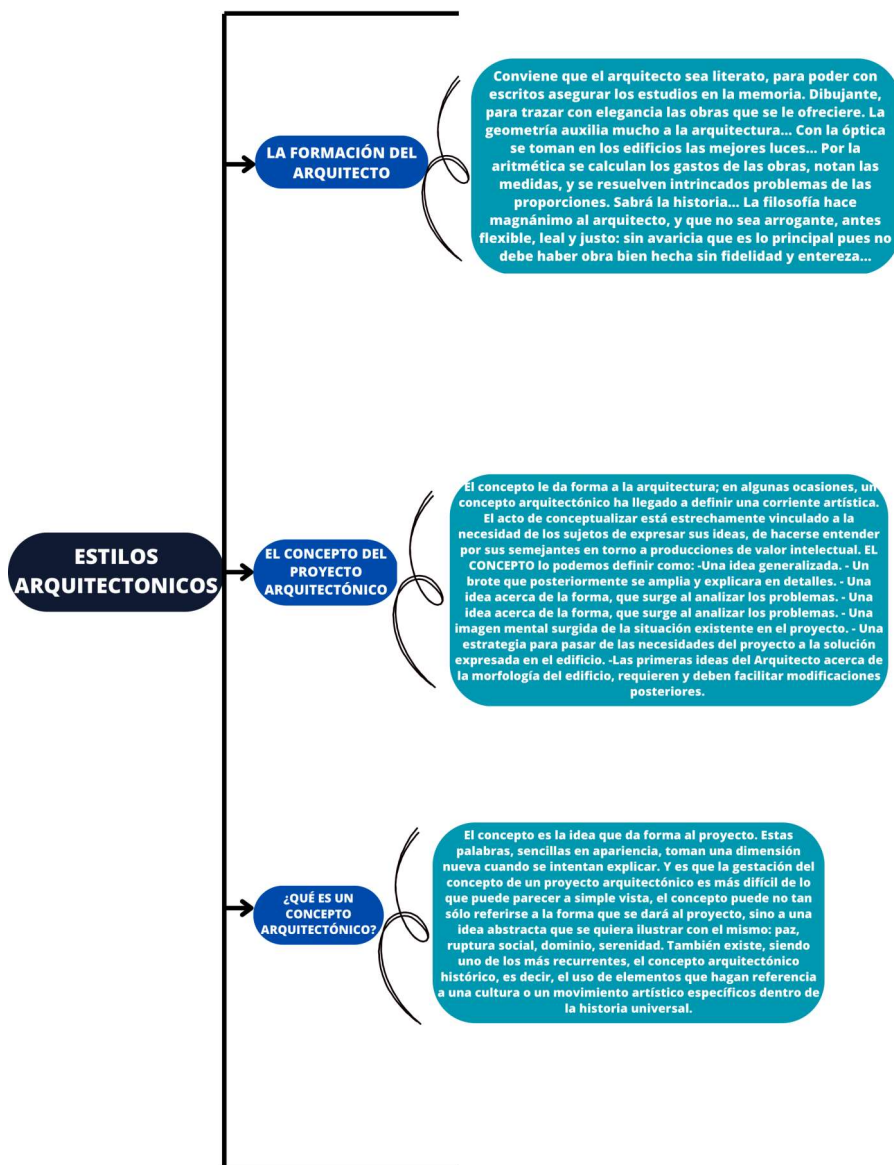 LA FORMACIÓN DEL
ARQUITECTO
Conviene que el arquitecto sea literato, para poder con
escritos asegurar los estudios en la memoria. Dibujante,
para trazar con elegancia las obras que se le ofreciere. La
geometría auxilia mucho a la arquitectura... Con la óptica
se toman en los edificios las mejores luces... Por la
aritmética se calculan los gastos de las obras, notan las
medidas, y se resuelven intrincados problemas de las
proporciones. Sabrá la historia... La filosofía hace
magnánimo al arquitecto, y que no sea arrogante, antes
flexible, leal y justo: sin avaricia que es lo principal pues no
debe haber obra bien hecha sin fidelidad y entereza...
ESTILOS
ARQUITECTONICOS
EL CONCEPTO DEL
PROYECTO
ARQUITECTÓNICO
El concepto le da forma a la arquitectura; en algunas ocasiones, un
concepto arquitectónico ha llegado a definir una corriente artística.
El acto de conceptualizar está estrechamente vinculado a la
necesidad de los sujetos de expresar sus ideas, de hacerse entender
por sus semejantes en torno a producciones de valor intelectual. EL
CONCEPTO lo podemos definir como: -Una idea generalizada. - Un
brote que posteriormente se amplia y explicara en detalles. - Una
idea acerca de la forma, que surge al analizar los problemas. - Una
idea acerca de la forma, que surge al analizar los problemas. - Una
imagen mental surgida de la situación existente en el proyecto. - Una
estrategia para pasar de las necesidades del proyecto a la solución
expresada en el edificio. -Las primeras ideas del Arquitecto acerca de
la morfología del edificio, requieren y deben facilitar modificaciones
posteriores.
¿QUÉ ES UN
CONCEPTO
ARQUITECTÓNICO?
El concepto es la idea que da forma al proyecto. Estas
palabras, sencillas en apariencia, toman una dimensión
nueva cuando se intentan explicar. Y es que la gestación del
concepto de un proyecto arquitectónico es más difícil de lo
que puede parecer a simple vista, el concepto puede no tan
sólo referirse a la forma que se dará al proyecto, sino a una
idea abstracta que se quiera ilustrar con el mismo: paz,
ruptura social, dominio, serenidad. También existe, siendo
uno de los más recurrentes, el concepto arquitectónico
histórico, es decir, el uso de elementos que hagan referencia
a una cultura o un movimiento artístico específicos dentro de
la historia universal.